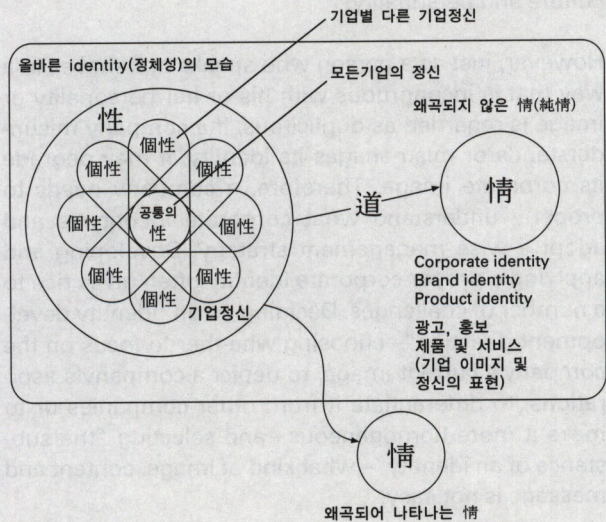 기업별 다른 기업정신
올바른 identity(정체성)의 모습
모든기업의 정신
왜곡되지 않은 情(純情)
性
個性
個性
個性
個性
공통의
性
個性
個性
個性
個性
기업정신
道
情
Corporate identity
Brand identity
Product identity
광고, 홍보
제품 및 서비스
(기업 이미지 및
정신의 표현)
情
왜곡되어 나타나는 情